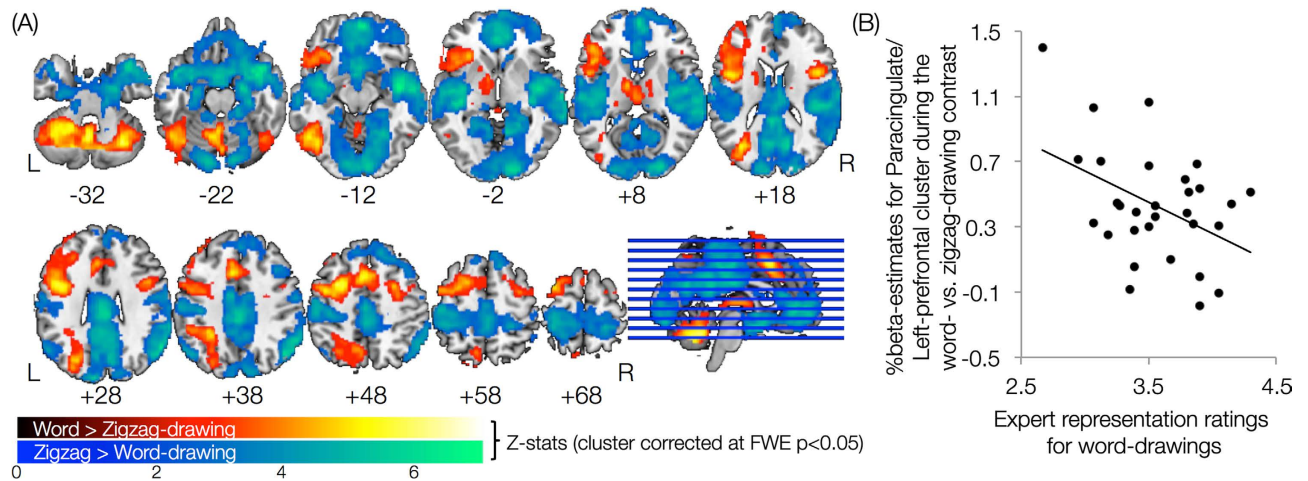 (A)
L
R
-32
-22
-12
-2
+8
+18
L
R
+28
+38
+48
+58
+68
Word > Zigzag-drawing
Zigzag > Word-drawing
Z-stats (cluster corrected at FWE p<0.05)
0
2
4
6
(B)
%beta-estimates for Paracingulate/
Left-prefrontal cluster during the
word- vs. zigzag-drawing contrast
1.5
1.1
0.7
0.3
-0.1
-0.5
2.5
3.5
4.5
Expert representation ratings
for word-drawings